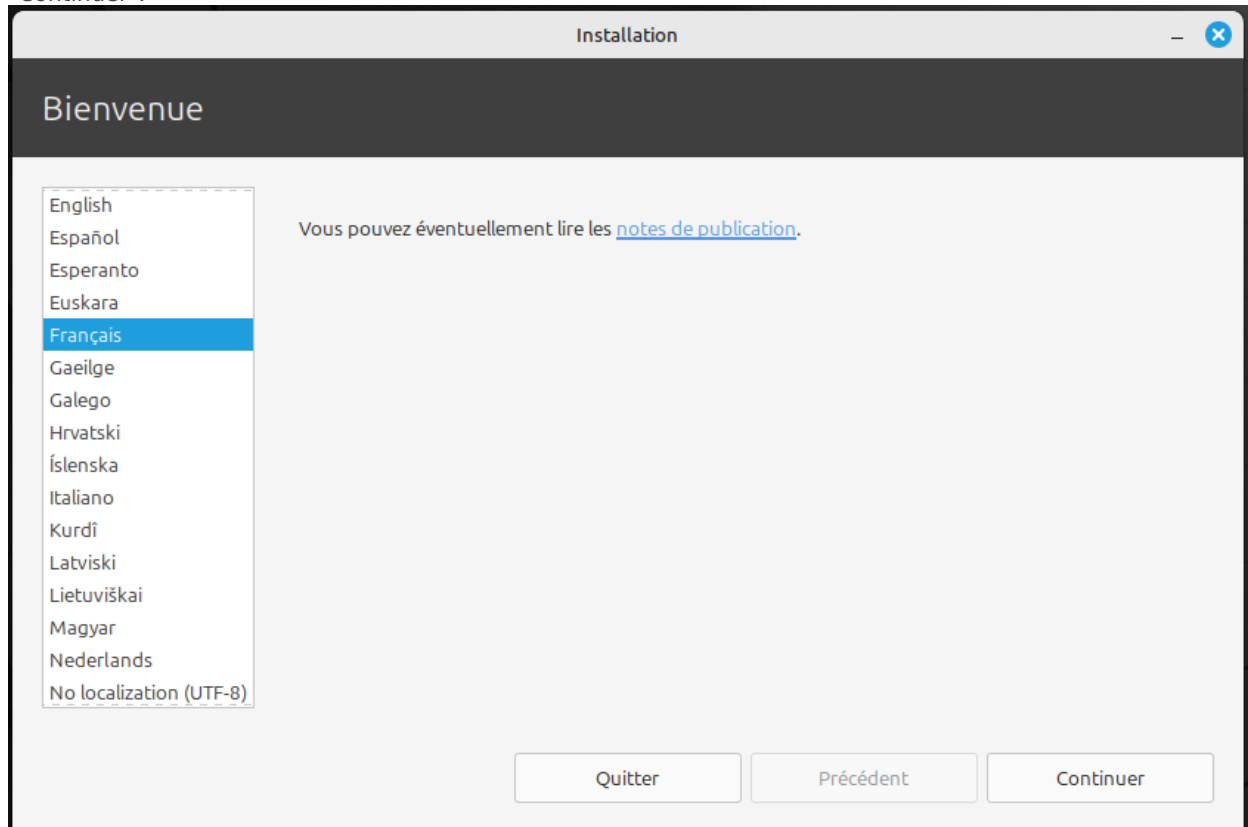 Continuer".
Installation
Bienvenue
English
Español
Esperanto
Euskara
Français
Gaeilge
Galego
Hrvatski
Íslenska
Italiano
Kurdî
Latviski
Lietuviškai
Magyar
Nederlands
No localization (UTF-8)
Vous pouvez éventuellement lire les notes de publication.
Quitter
Précédent
Continuer